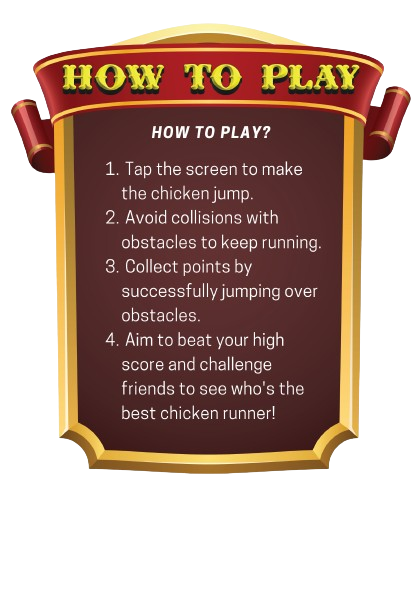 HOW TO PLAY
HOW TO PLAY?
1. Tap the screen to make
the chicken jump.
2. Avoid collisions with
obstacles to keep running.
3. Collect points by
successfully jumping over
obstacles.
4. Aim to beat your high
score and challenge
friends to see who's the
best chicken runner!